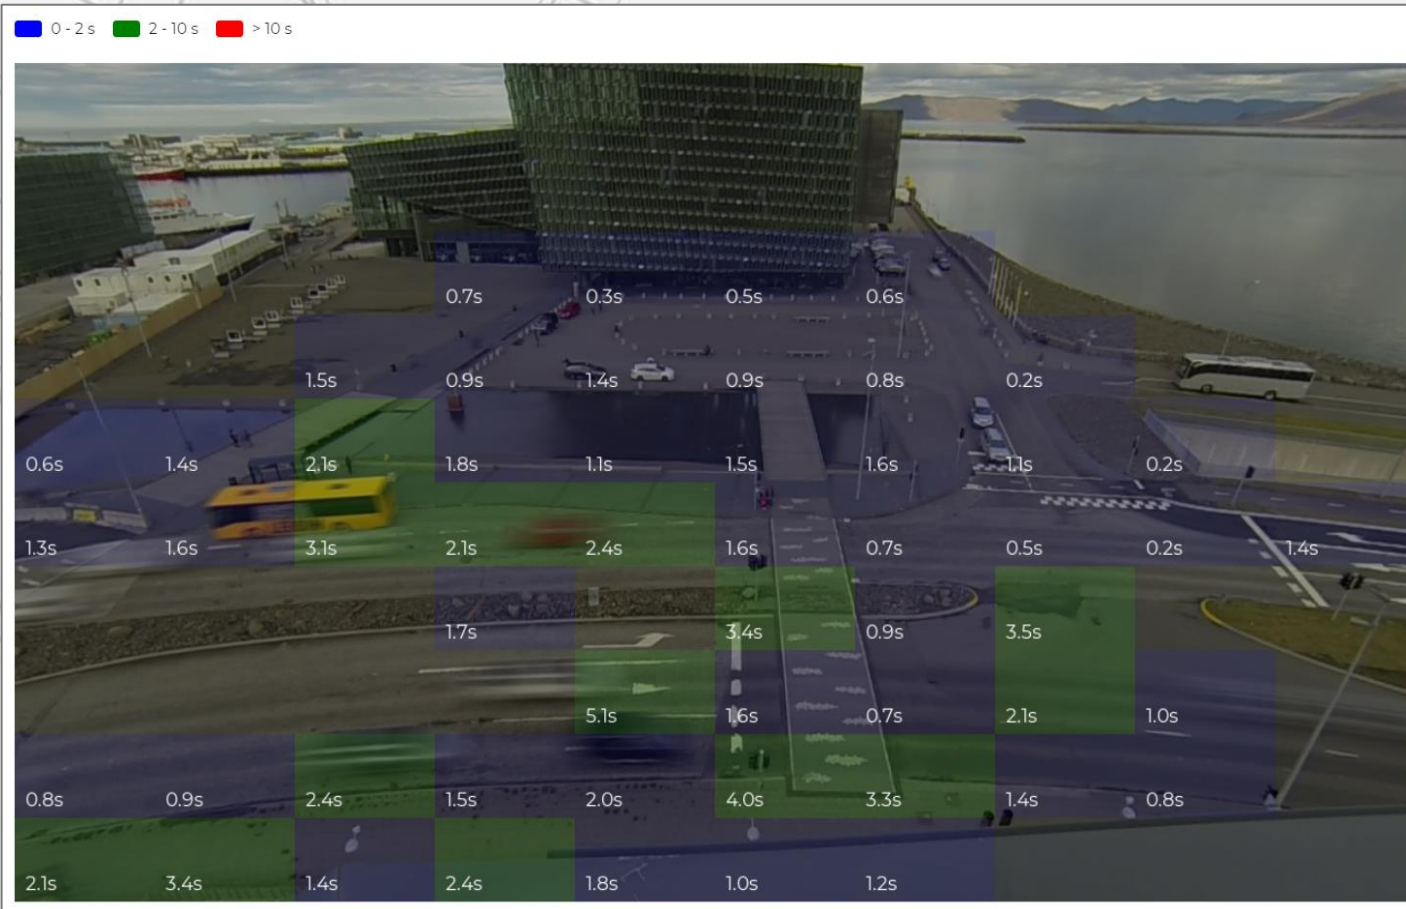 0 - 2 s 2 - 10 s > 10 s
0.7s 0.3s 0.5s 0.6s
1.5s 0.9s 1.4s 0.9s 0.8s 0.2s
0.6s 1.4s 2.1s 1.8s 1.1s 1.5s 1.6s 1.1s 0.2s
1.3s 1.6s 3.1s 2.1s 2.4s 1.6s 0.7s 0.5s 0.2s 1.4s
1.7s 3.4s 0.9s 3.5s
5.1s 1.6s 0.7s 2.1s 1.0s
0.8s 0.9s 2.4s 1.5s 2.0s 4.0s 3.3s 1.4s 0.8s
2.1s 3.4s 1.4s 2.4s 1.8s 1.0s 1.2s